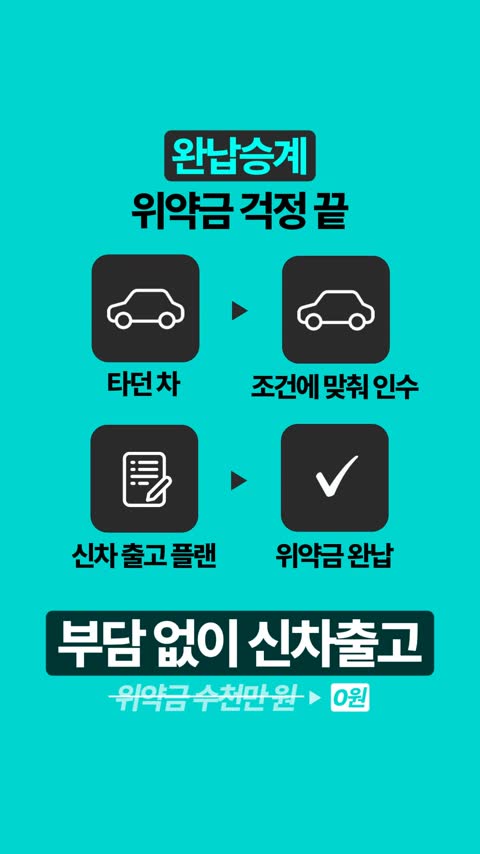 완납승계
위약금 걱정 끝
타던 차
조건에 맞춰 인수
신차 출고 플랜
위약금 완납
부담 없이 신차출고
위약금 수천만 원 ▶ 0원